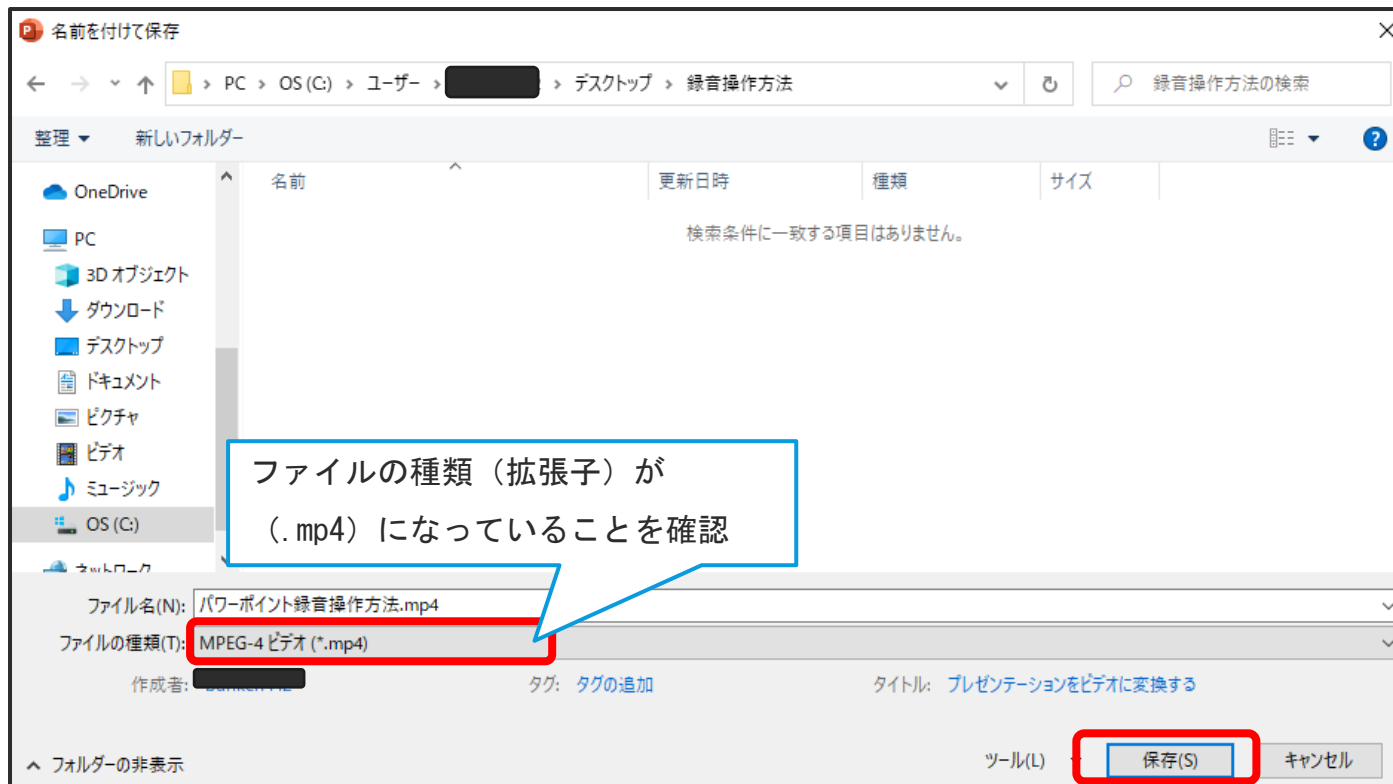 名前を付けて保存
PC › OS (C:) › ユーザー › › デスクトップ › 録音操作方法
録音操作方法の検索
整理 新しいフォルダー
名前 更新日時 種類 サイズ
検索条件に一致する項目はありません。
OneDrive
PC
3D オブジェクト
ダウンロード
デスクトップ
ドキュメント
ピクチャ
ビデオ
ミュージック
OS (C:)
ネットワーク
ファイルの種類（拡張子）が
（.mp4）になっていることを確認
ファイル名(N): パワーポイント録音操作方法.mp4
ファイルの種類(T): MPEG-4 ビデオ (*.mp4)
作成者: タグ: タグの追加 タイトル: プレゼンテーションをビデオに変換する
フォルダーの非表示 ツール(L) 保存(S) キャンセル